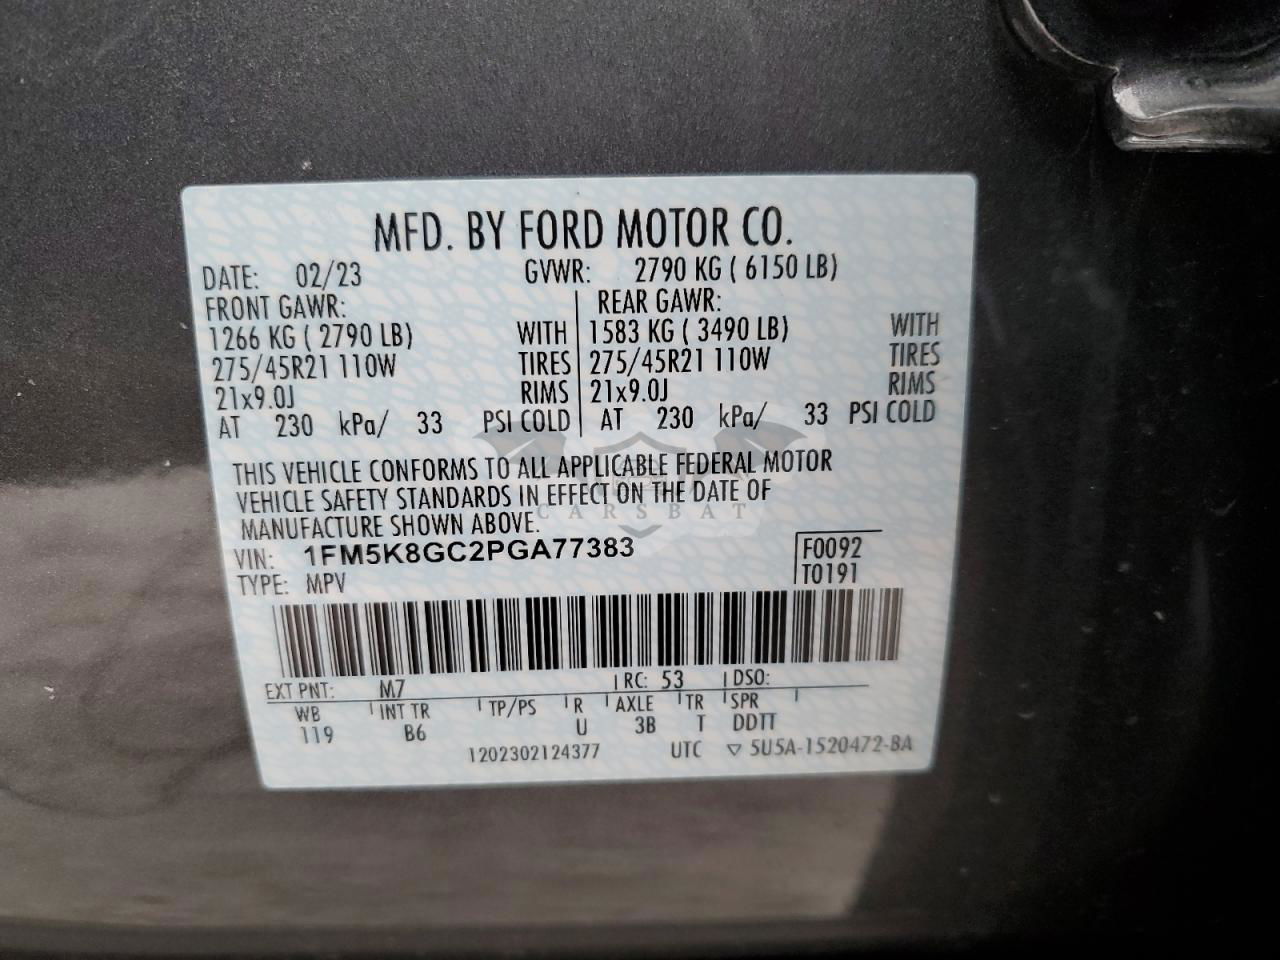 MFD. BY FORD MOTOR CO.
DATE: 02/23 GVWR: 2790 KG ( 6150 LB)
FRONT GAWR: REAR GAWR:
1266 KG ( 2790 LB) WITH 1583 KG ( 3490 LB) WITH
275/45R21 110W TIRES 275/45R21 110W TIRES
21x9.0J RIMS 21x9.0J RIMS
AT 230 kPa/ 33 PSI COLD AT 230 kPa/ 33 PSI COLD
THIS VEHICLE CONFORMS TO ALL APPLICABLE FEDERAL MOTOR
VEHICLE SAFETY STANDARDS IN EFFECT ON THE DATE OF
CARSBAT
MANUFACTURE SHOWN ABOVE.
VIN: 1FM5K8GC2PGA77383 F0092
TYPE: MPV T0191
EXT PNT: M7 RC: 53 DSO:
WB INT TR TP/PS R AXLE TR SPR
119 B6 U 3B T DDTT
1202302124377 UTC ▽ 5U5A-1520472-BA